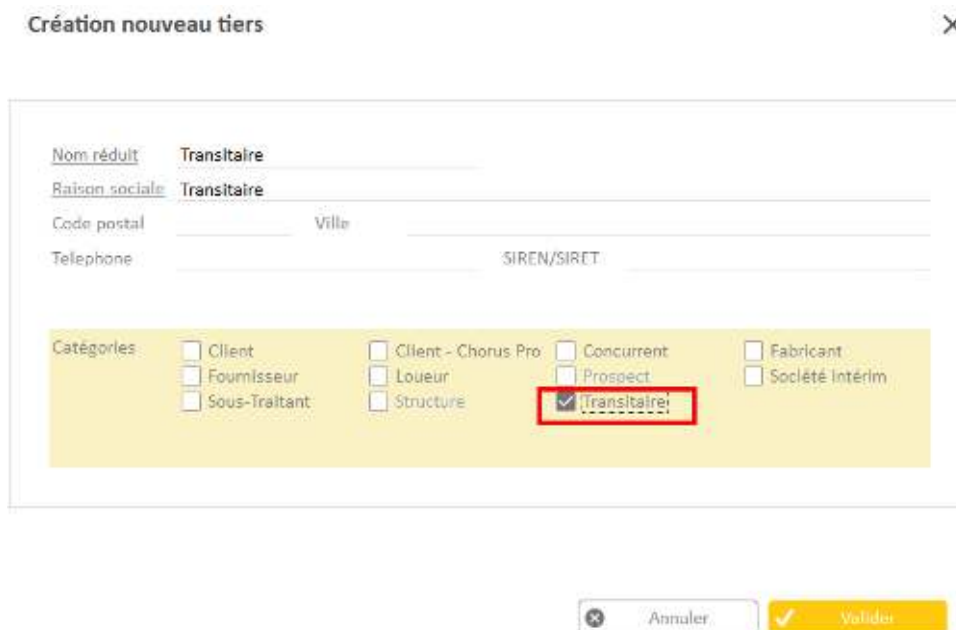 Création nouveau tiers
Nom réduit Transitaire
Raison sociale Transitaire
Code postal Ville
Telephone SIREN/SIRET
Catégories Client Client - Chorus Pro Concurrent Fabricant
Fournisseur Loueur Prospect Société Intérim
Sous-Traitant Structure Transitaire
Annuler Valider